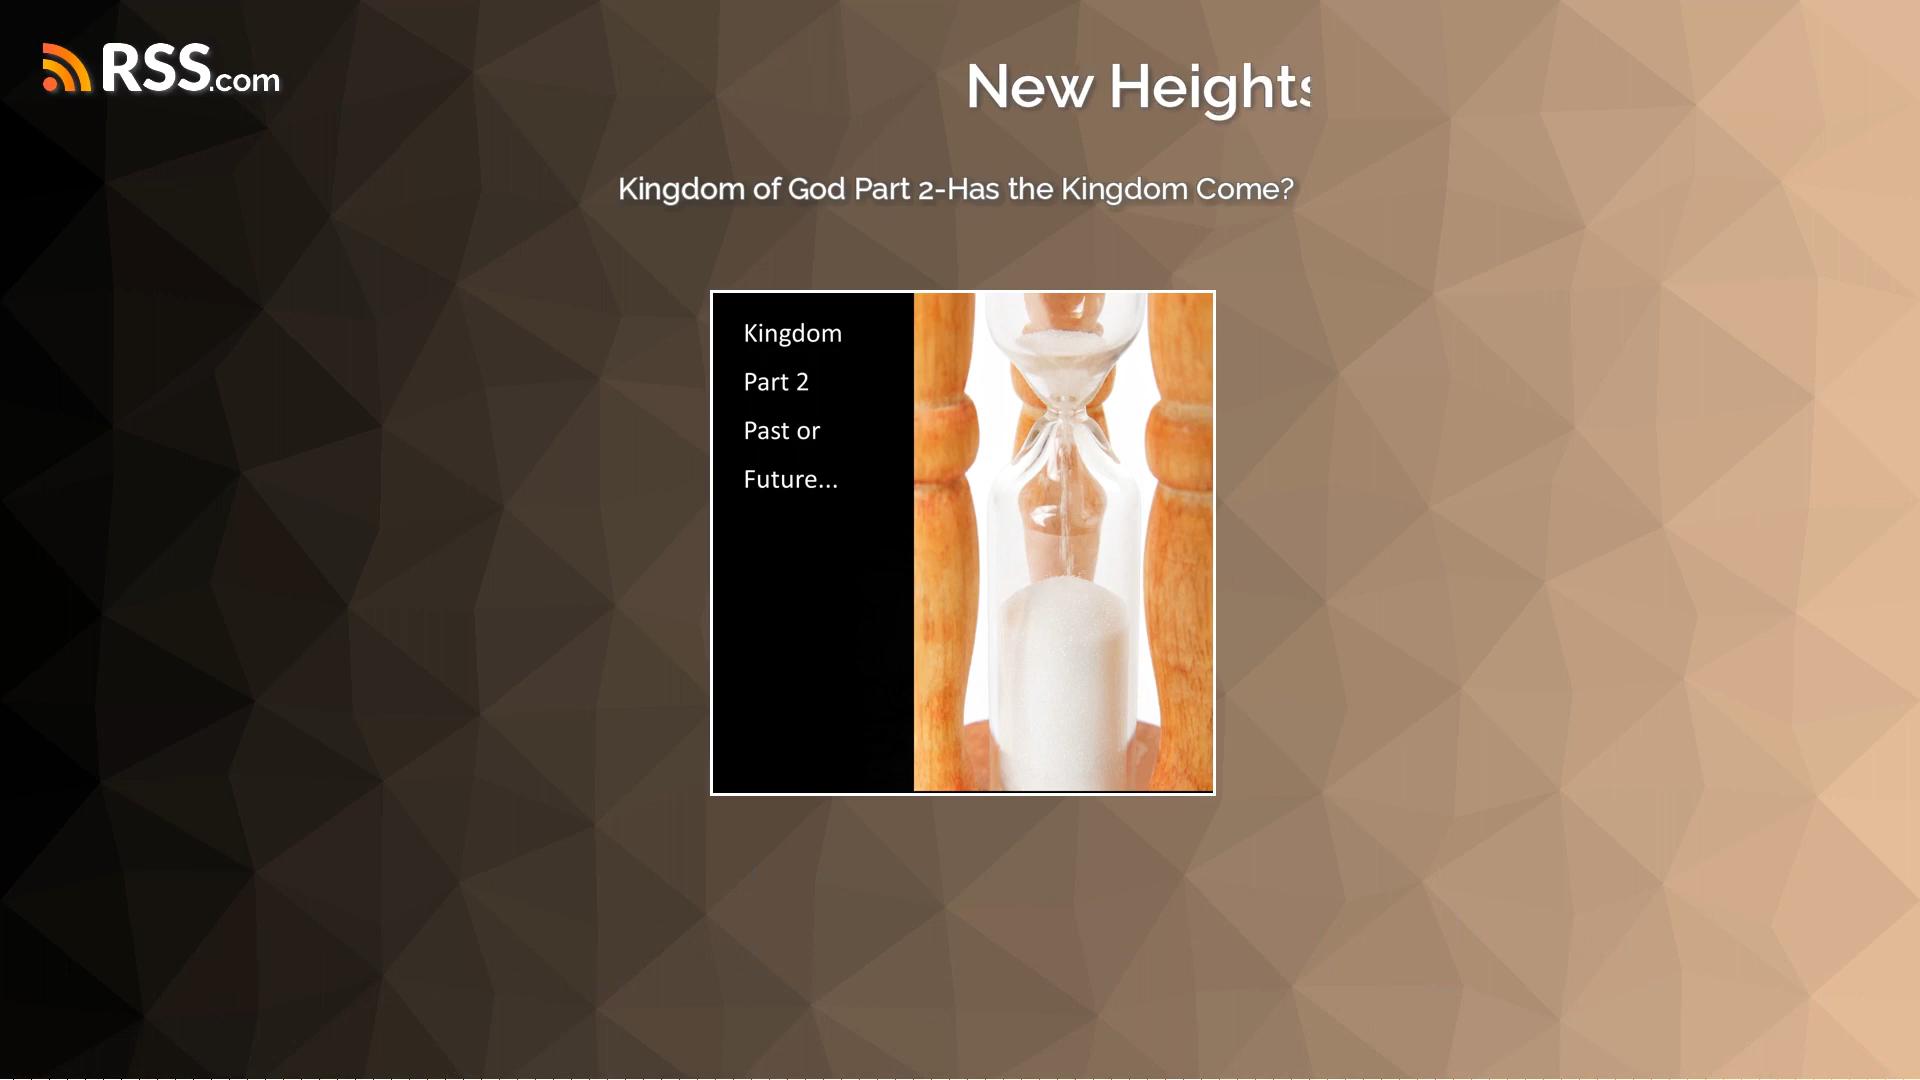 RSS.com
New Heights
Kingdom of God Part 2-Has the Kingdom Come?
Kingdom
Part 2
Past or
Future...